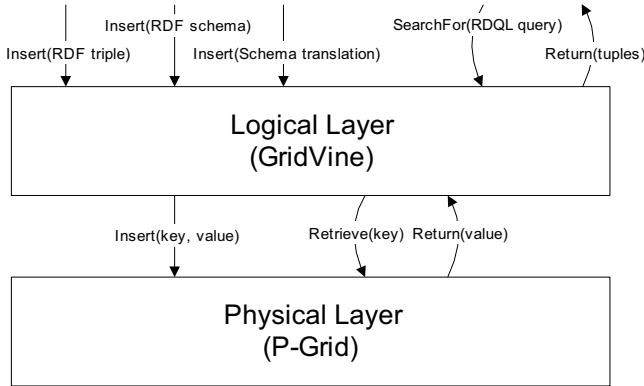 Insert(RDF schema)
SearchFor(RDQL query)
Insert(RDF triple)
Insert(Schema translation)
Return(tuples)
Logical Layer
(GridVine)
Insert(key, value)
Retrieve(key)
Return(value)
Physical Layer
(P-Grid)